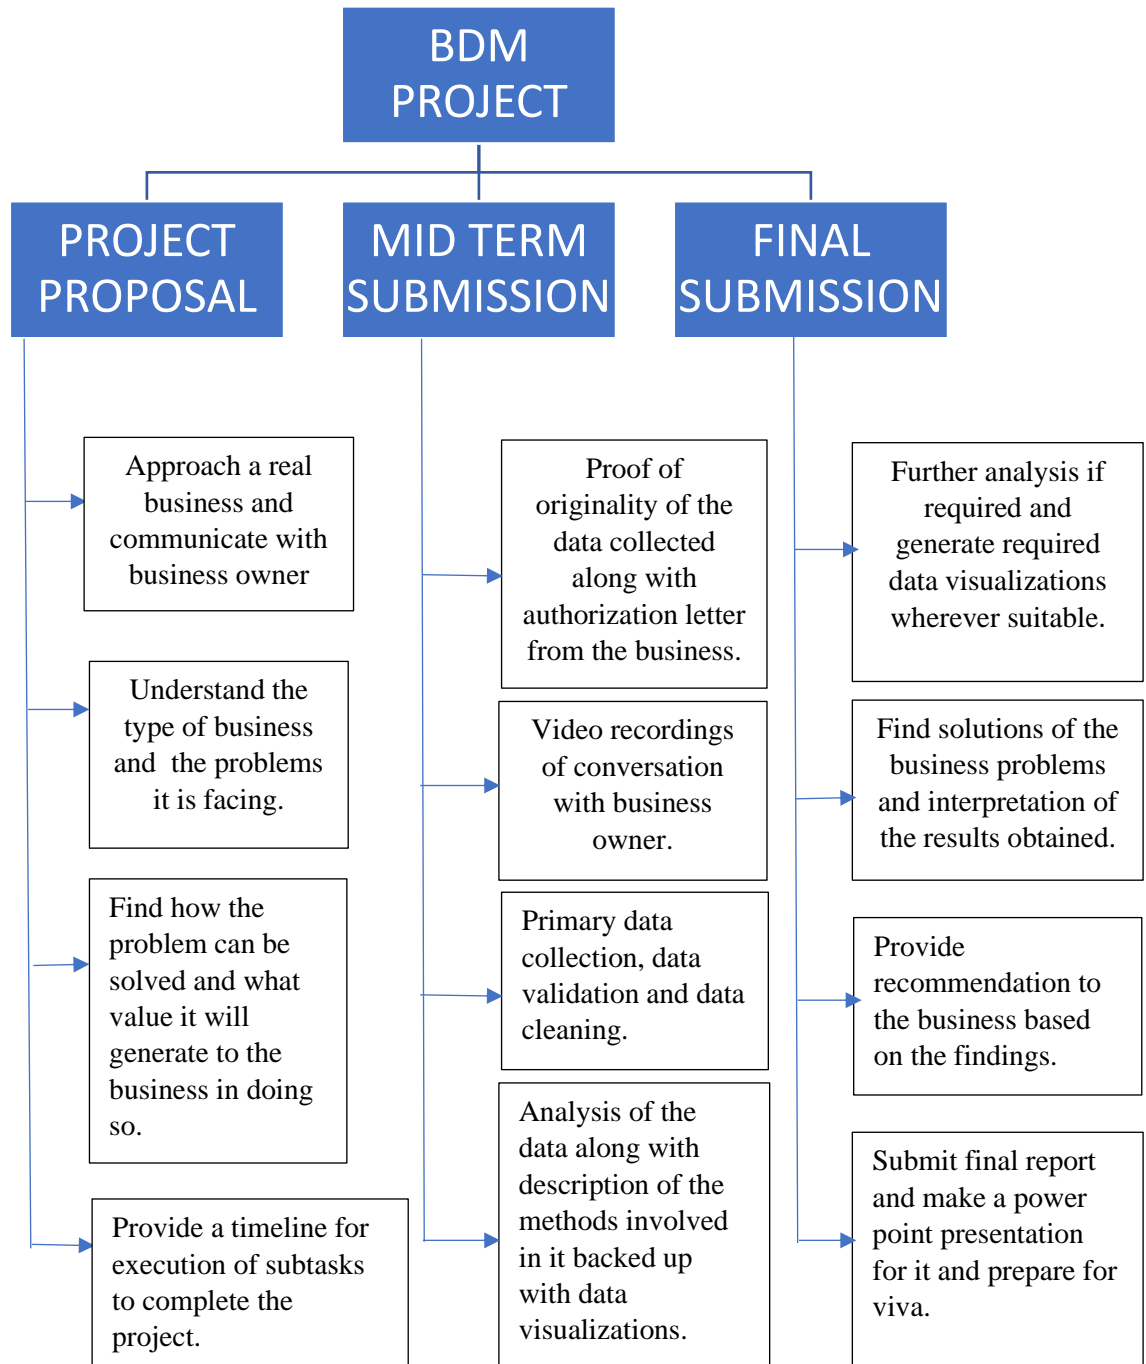 BDM
PROJECT
PROJECT
PROPOSAL
Approach a real
business and
communicate with
business owner
Understand the
type of business
and the problems
it is facing.
Find how the
problem can be
solved and what
value it will
generate to the
business in doing
so.
Provide a timeline for
execution of subtasks
to complete the
project.
MID TERM
SUBMISSION
Proof of
originality of the
data collected
along with
authorization letter
from the business.
Video recordings
of conversation
with business
owner.
Primary data
collection, data
validation and data
cleaning.
Analysis of the
data along with
description of the
methods involved
in it backed up
with data
visualizations.
FINAL
SUBMISSION
Further analysis if
required and
generate required
data visualizations
wherever suitable.
Find solutions of the
business problems
and interpretation of
the results obtained.
Provide
recommendation to
the business based
on the findings.
Submit final report
and make a power
point presentation
for it and prepare for
viva.